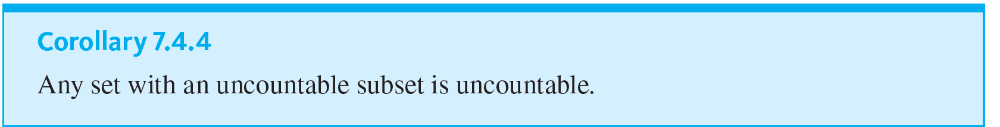 Corollary 7.4.4
Any set with an uncountable subset is uncountable.